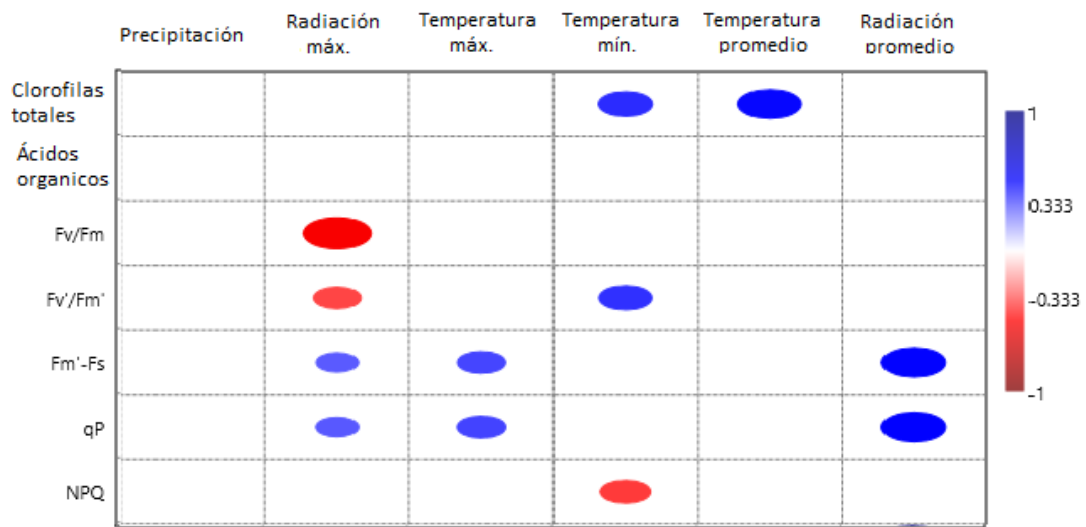 Precipitación
Radiación
máx.
Temperatura
máx.
Temperatura
mín.
Temperatura
promedio
Radiación
promedio
Clorofilas
totales
Ácidos
organicos
Fv/Fm
Fv'/Fm'
Fm'-Fs
qP
NPQ
1
0.333
-0.333
-1